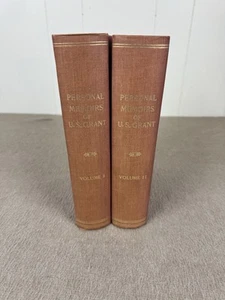 PERSONAL
MEMOIRS
OF
U.S. GRANT
VOLUME I
PERSONAL
MEMOIRS
OF
U.S. GRANT
VOLUME II